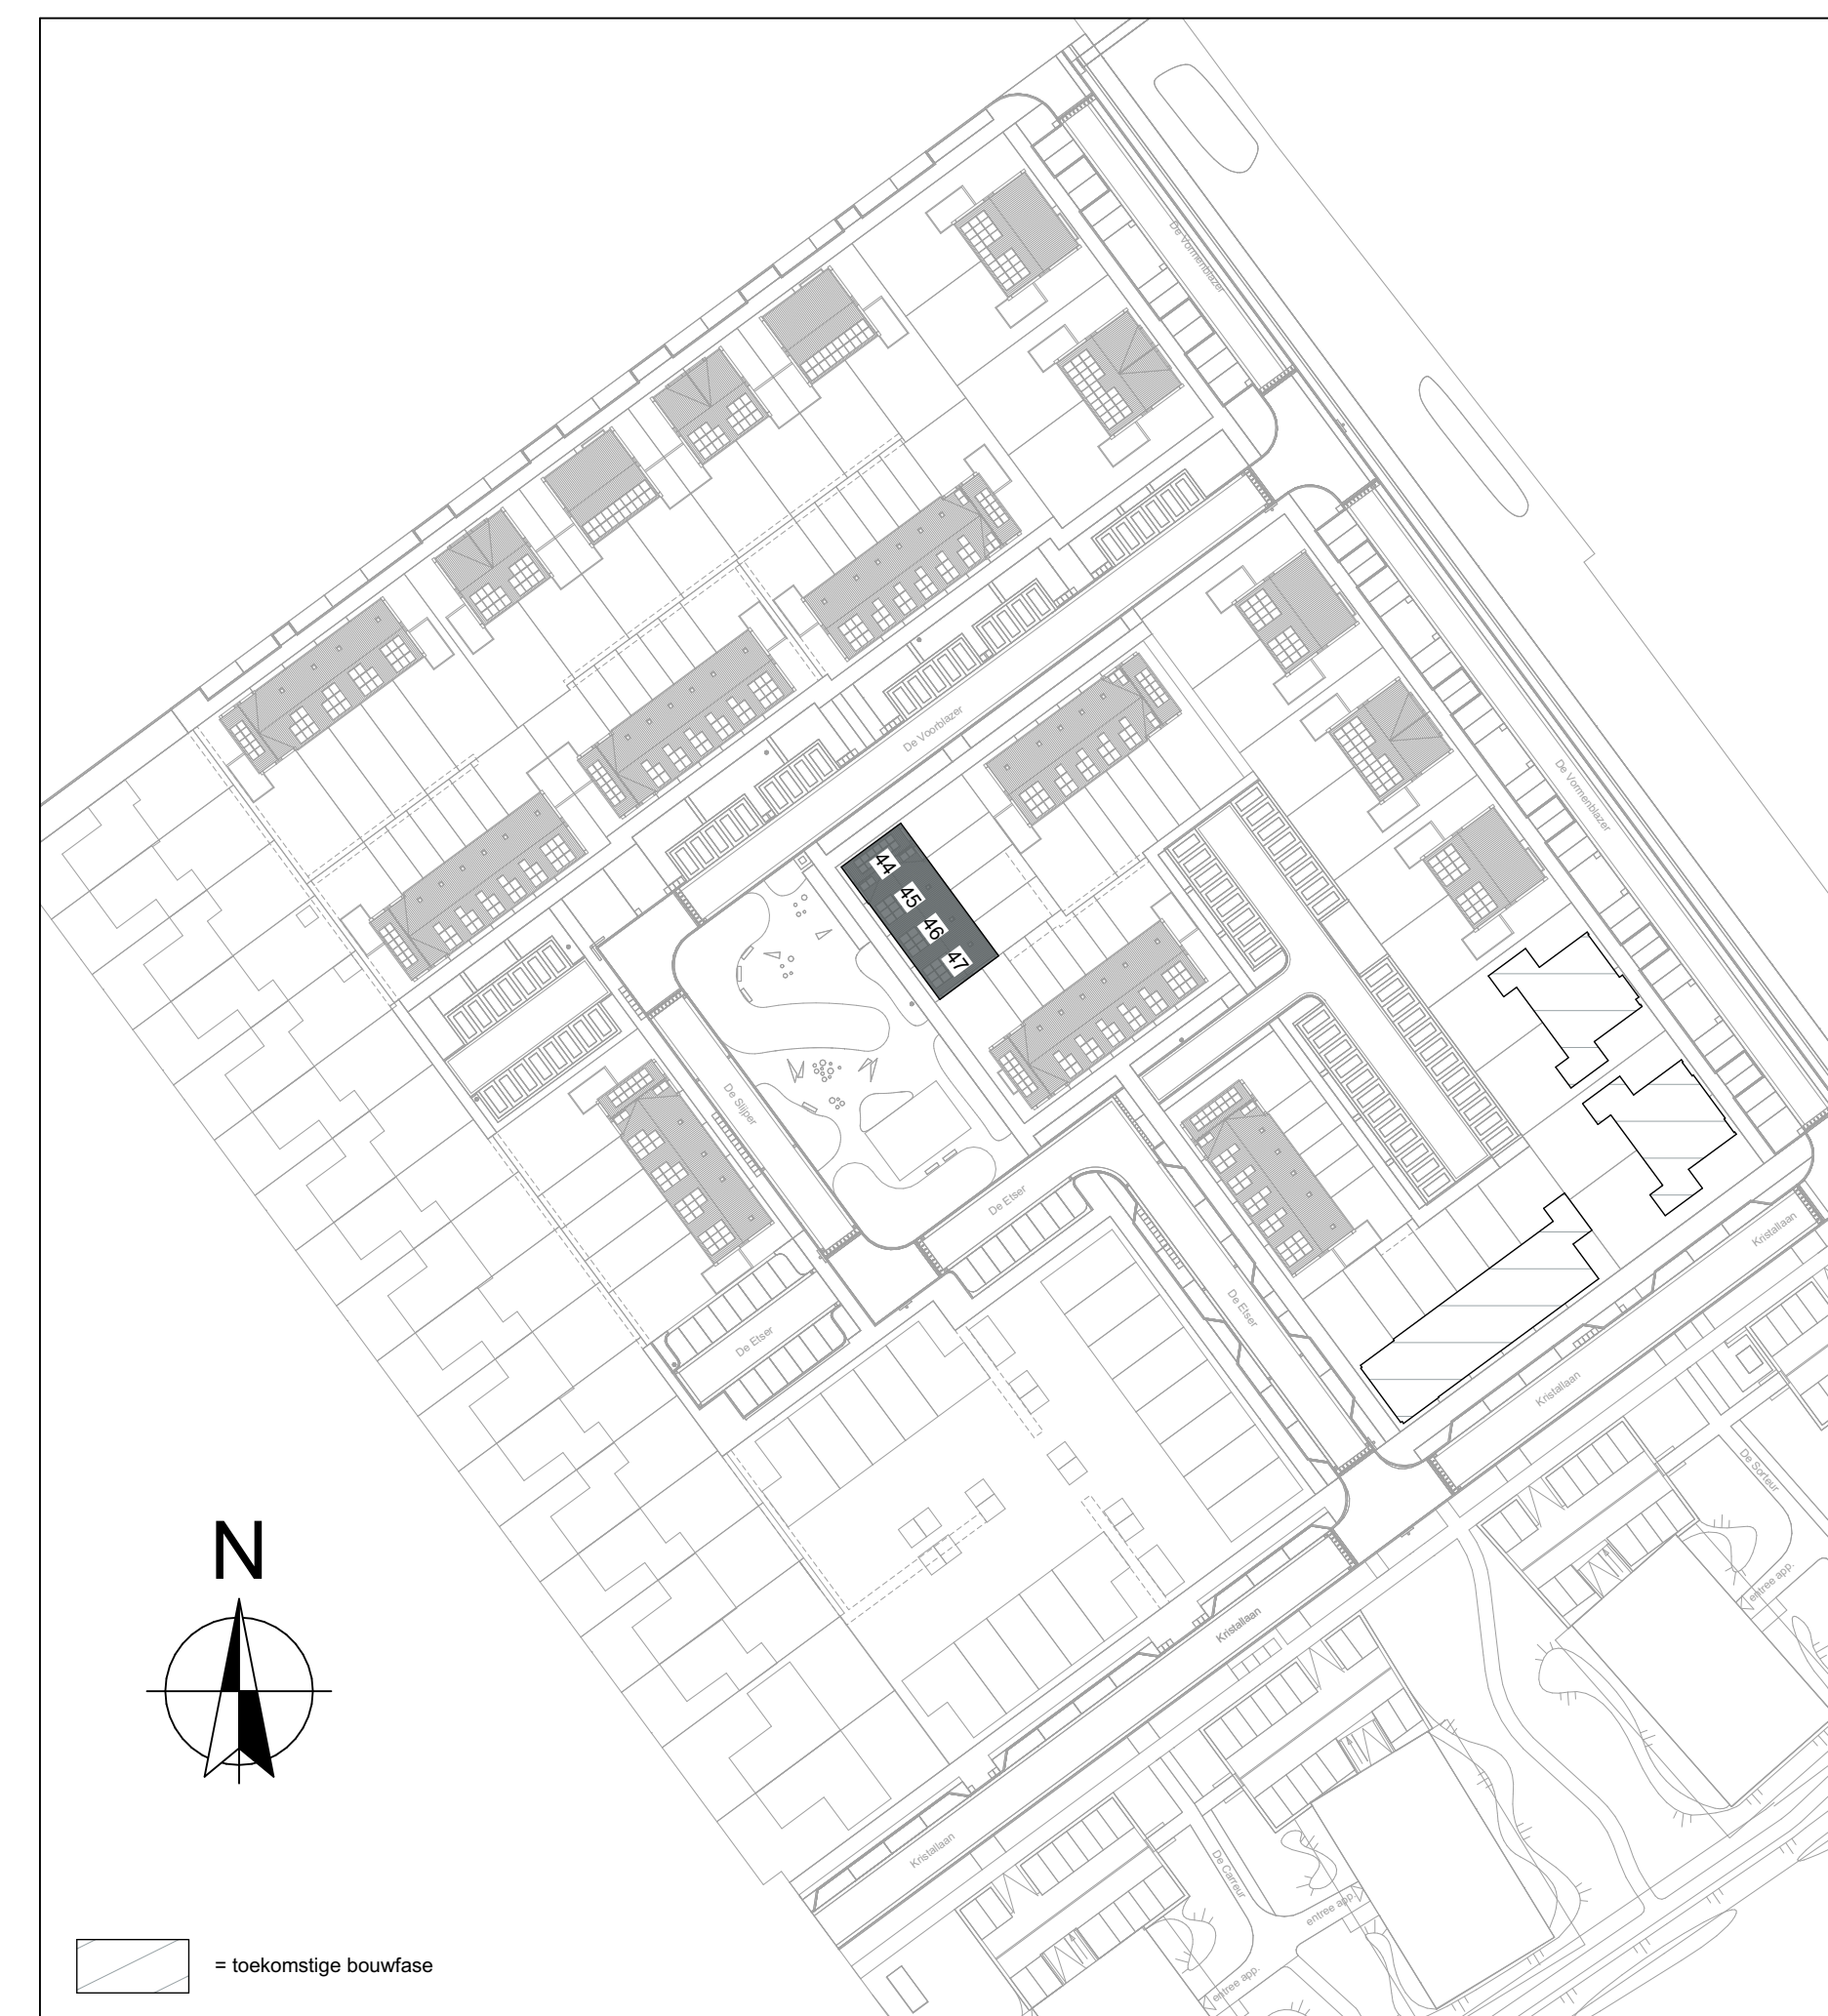 De Vormenblazer
De Voorblazer
De Vormenblazer
44
45
46
47
De Slijper
De Etser
De Etser
De Etser
Kristallaan
Kristallaan
De Sorteur
entree app.
Kristallaan
Kristallaan
De Carreur
entree app.
entree app.
N
= toekomstige bouwfase